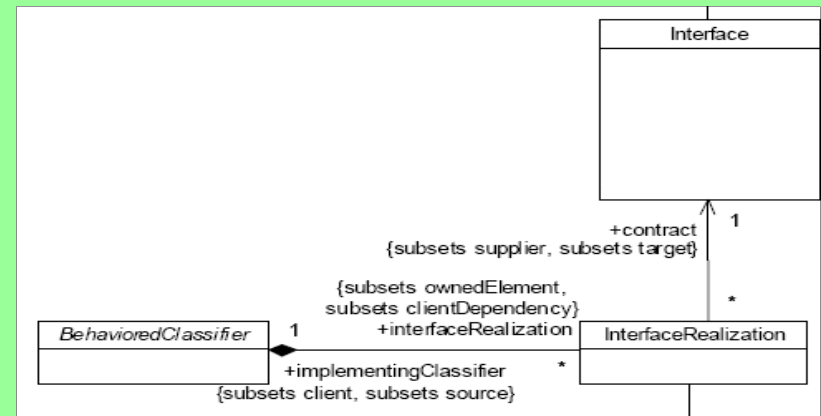 Interface
1
+contract
{subsets supplier, subsets target}
{subsets ownedElement,
subsets clientDependency}
*
BehavioredClassifier
1
+interfaceRealization
InterfaceRealization
+implementingClassifier
*
{subsets client, subsets source}